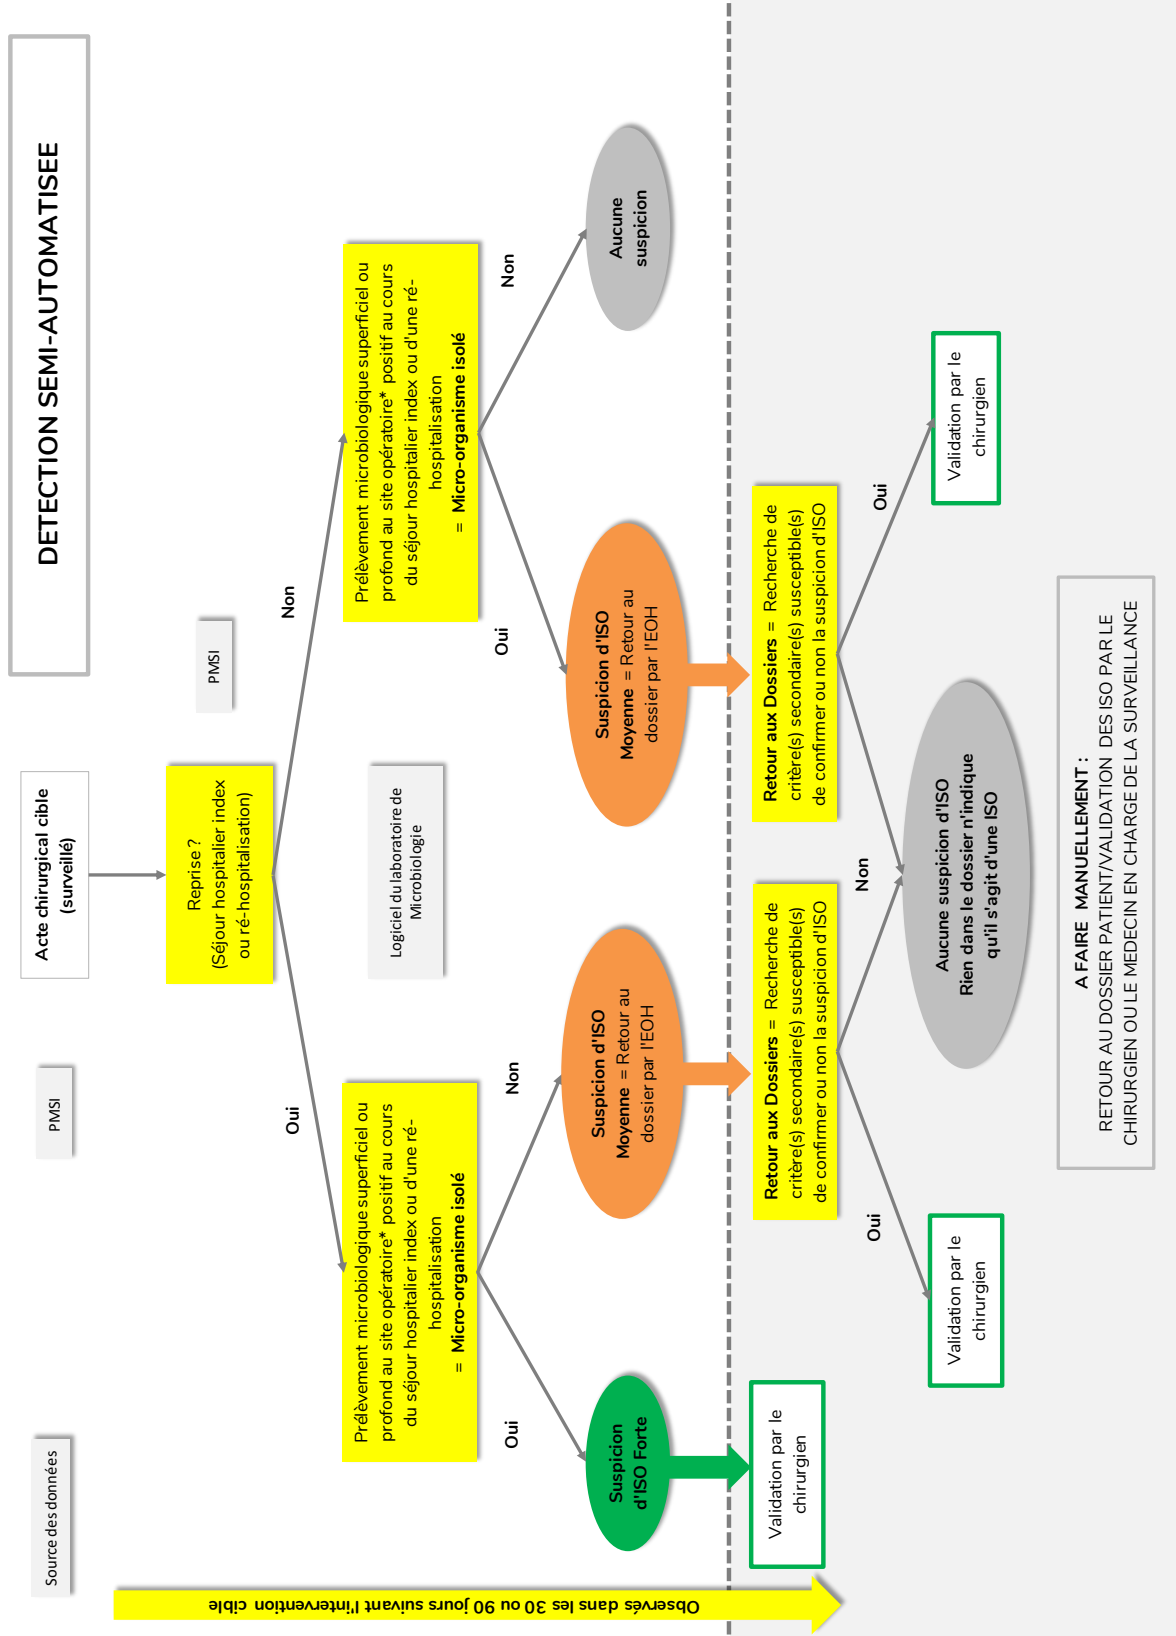 DETECTION SEMI-AUTOMATISEE
Source des données
PMSI
Acte chirurgical cible
(surveillé)
PMSI
Reprise ?
(Séjour hospitalier index
ou ré-hospitalisation)
Oui
Non
Prélèvement microbiologique superficiel ou
profond au site opératoire* positif au cours
du séjour hospitalier index ou d'une ré-
hospitalisation
= Micro-organisme isolé
Logiciel du laboratoire de
Microbiologie
Prélèvement microbiologique superficiel ou
profond au site opératoire* positif au cours
du séjour hospitalier index ou d'une ré-
hospitalisation
= Micro-organisme isolé
Oui
Non
Oui
Non
Suspicion
d'ISO Forte
Suspicion d'ISO
Moyenne = Retour au
dossier par l'EOH
Suspicion d'ISO
Moyenne = Retour au
dossier par l'EOH
Aucune
suspicion
Observés dans les 30 ou 90 jours suivant l'intervention cible
Validation par le
chirurgien
Retour aux Dossiers = Recherche de
critère(s) secondaire(s) susceptible(s)
de confirmer ou non la suspicion d'ISO
Retour aux Dossiers = Recherche de
critère(s) secondaire(s) susceptible(s)
de confirmer ou non la suspicion d'ISO
Oui
Non
Oui
Validation par le
chirurgien
Aucune suspicion d'ISO
Rien dans le dossier n'indique
qu'il s'agit d'une ISO
Validation par le
chirurgien
A FAIRE MANUELLEMENT :
RETOUR AU DOSSIER PATIENT/VALIDATION DES ISO PAR LE
CHIRURGIEN OU LE MEDECIN EN CHARGE DE LA SURVEILLANCE